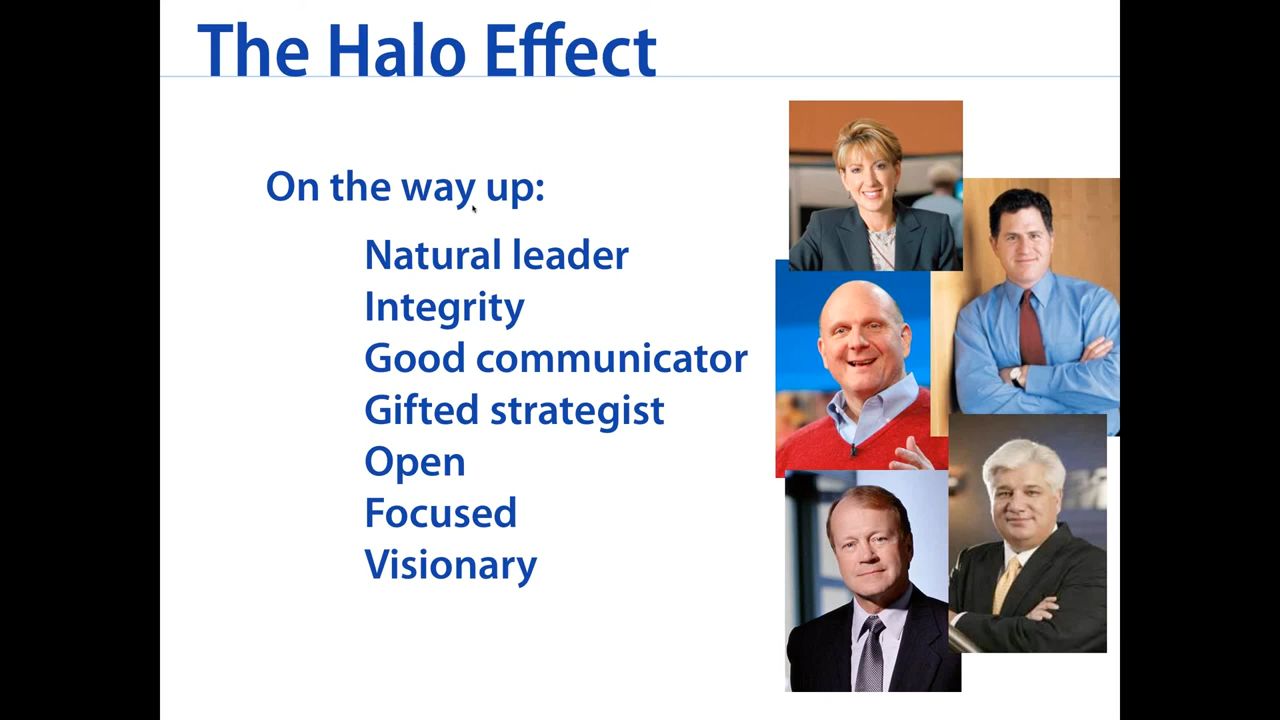 The Halo Effect
On the way up:
Natural leader
Integrity
Good communicator
Gifted strategist
Open
Focused
Visionary